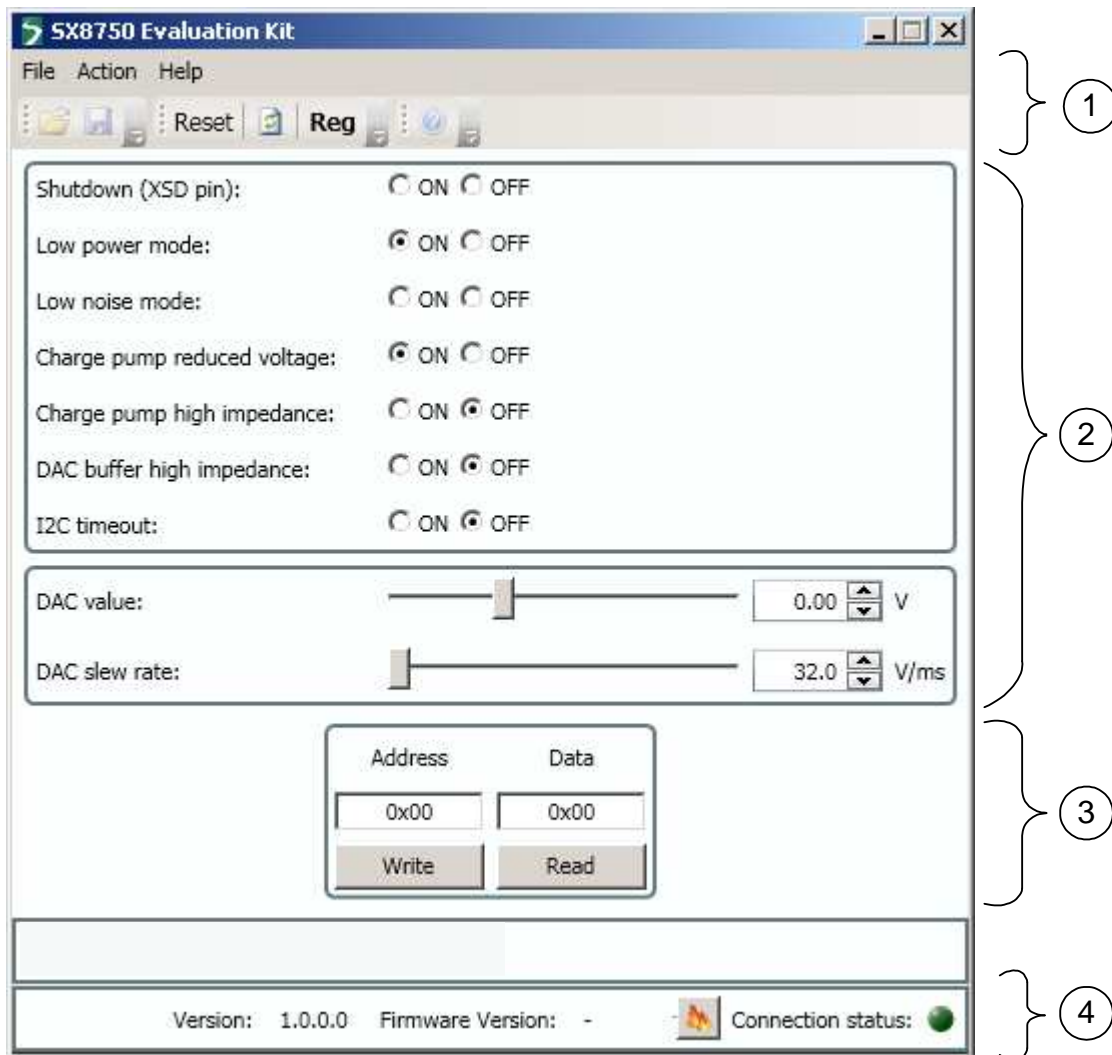 SX8750 Evaluation Kit
File Action Help
Reset Reg
1
Shutdown (XSD pin): ON OFF
Low power mode: ON OFF
Low noise mode: ON OFF
Charge pump reduced voltage: ON OFF
Charge pump high impedance: ON OFF
2
DAC buffer high impedance: ON OFF
I2C timeout: ON OFF
DAC value: 0.00 V
DAC slew rate: 32.0 V/ms
Address Data
0x00 0x00
3
Write Read
Version: 1.0.0.0 Firmware Version: - Connection status:
4